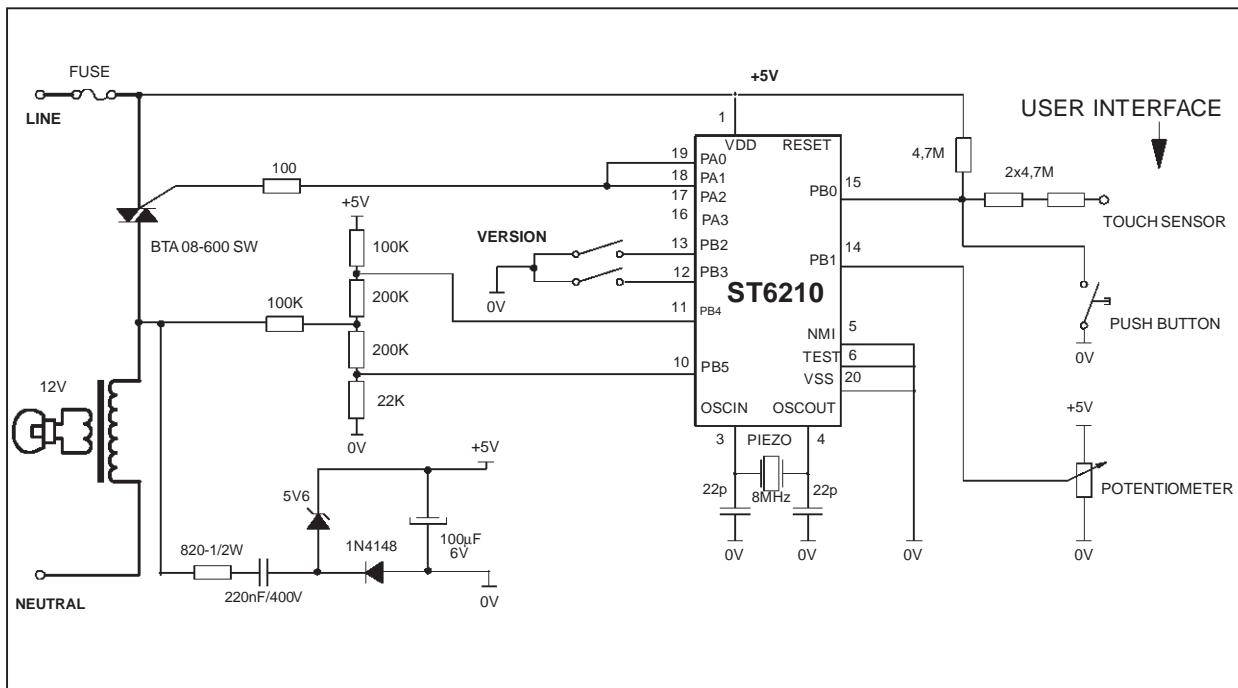 FUSE
LINE
+5V
USER INTERFACE
1
VDD
RESET
4,7M
19
PA0
100
18
PA1
17
PA2
16
PA3
15
PB0
2x4,7M
TOUCH SENSOR
BTA 08-600 SW
+5V
100K
VERSION
13
PB2
12
PB3
0V
14
PB1
ST6210
200K
100K
11
PB4
5
NMI
PUSH BUTTON
0V
200K
10
PB5
6
TEST
20
VSS
12V
22K
0V
OSCIN
OSCOUT
+5V
3
PIEZO
4
22p
8MHz
22p
POTENTIOMETER
0V
0V
0V
0V
+5V
5V6
1N4148
100µF
6V
820-1/2W
220nF/400V
0V
NEUTRAL